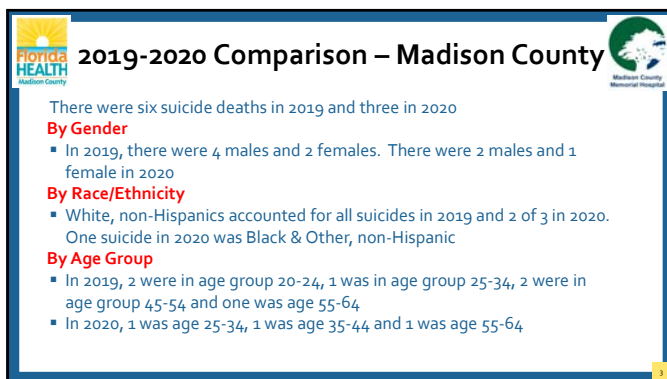 Florida
HEALTH
Madison County
2019-2020 Comparison – Madison County
Madison County
Memorial Hospital
There were six suicide deaths in 2019 and three in 2020
By Gender
▪ In 2019, there were 4 males and 2 females.  There were 2 males and 1
female in 2020
By Race/Ethnicity
▪ White, non-Hispanics accounted for all suicides in 2019 and 2 of 3 in 2020.
One suicide in 2020 was Black & Other, non-Hispanic
By Age Group
▪ In 2019, 2 were in age group 20-24, 1 was in age group 25-34, 2 were in
age group 45-54 and one was age 55-64
▪ In 2020, 1 was age 25-34, 1 was age 35-44 and 1 was age 55-64
3